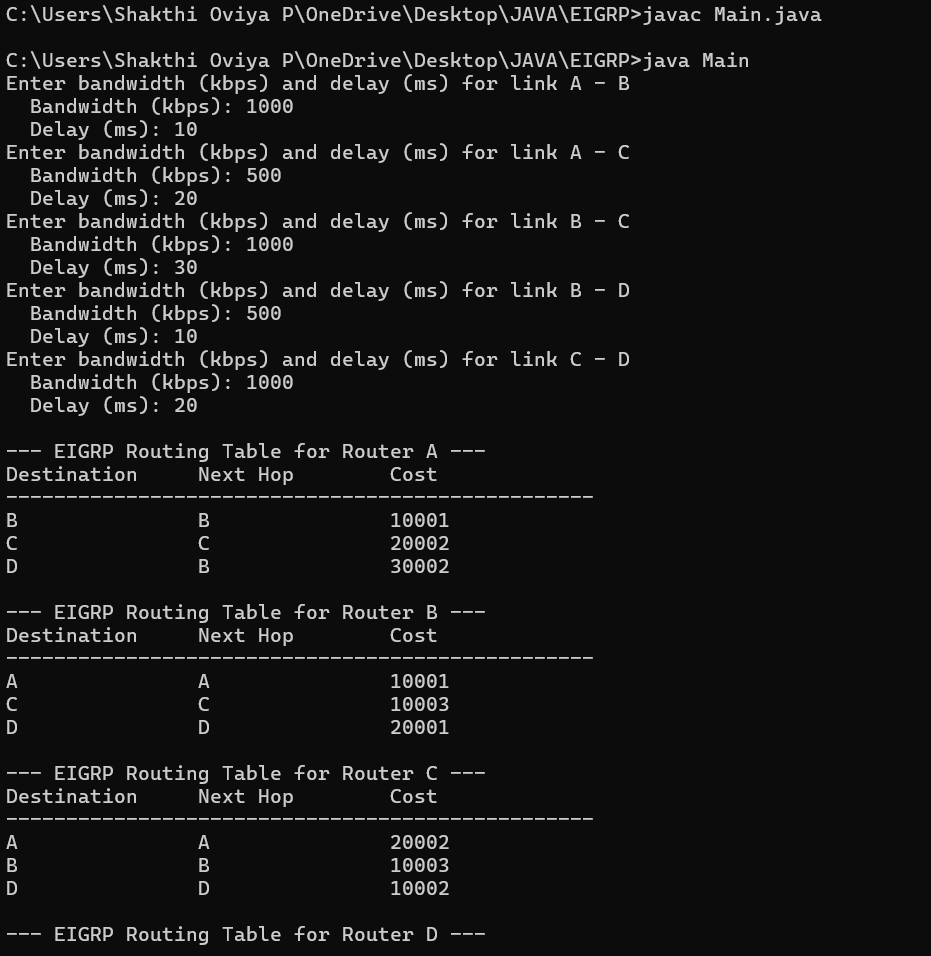 C:\Users\Shakthi Oviya P\OneDrive\Desktop\JAVA\EIGRP>javac Main.java
C:\Users\Shakthi Oviya P\OneDrive\Desktop\JAVA\EIGRP>java Main
Enter bandwidth (kbps) and delay (ms) for link A - B
  Bandwidth (kbps): 1000
  Delay (ms): 10
Enter bandwidth (kbps) and delay (ms) for link A - C
  Bandwidth (kbps): 500
  Delay (ms): 20
Enter bandwidth (kbps) and delay (ms) for link B - C
  Bandwidth (kbps): 1000
  Delay (ms): 30
Enter bandwidth (kbps) and delay (ms) for link B - D
  Bandwidth (kbps): 500
  Delay (ms): 10
Enter bandwidth (kbps) and delay (ms) for link C - D
  Bandwidth (kbps): 1000
  Delay (ms): 20
--- EIGRP Routing Table for Router A ---
Destination     Next Hop        Cost
-------------------------------------------------
B               B               10001
C               C               20002
D               B               30002
--- EIGRP Routing Table for Router B ---
Destination     Next Hop        Cost
-------------------------------------------------
A               A               10001
C               C               10003
D               D               20001
--- EIGRP Routing Table for Router C ---
Destination     Next Hop        Cost
-------------------------------------------------
A               A               20002
B               B               10003
D               D               10002
--- EIGRP Routing Table for Router D ---